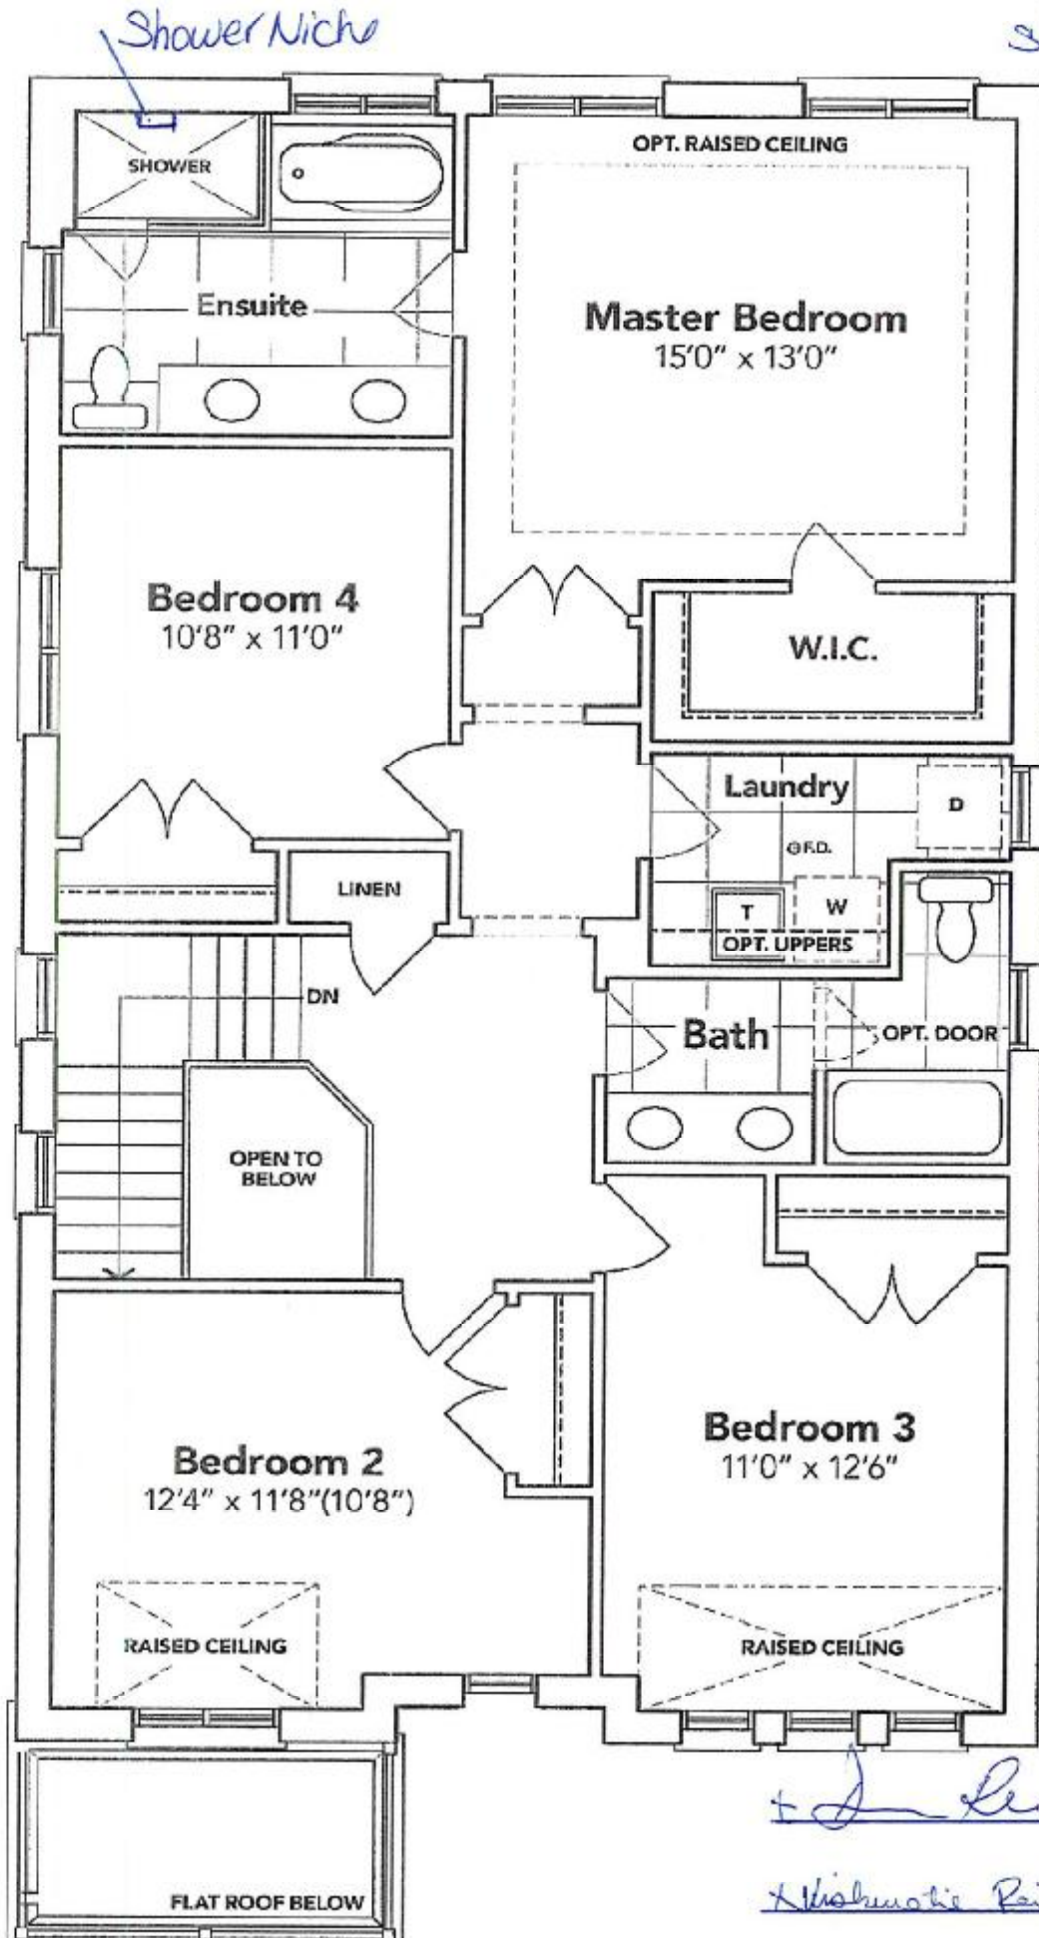 Shower Niche
SHOWER
OPT. RAISED CEILING
Ensuite
Master Bedroom
15'0" x 13'0"
Bedroom 4
10'8" x 11'0"
W.I.C.
Laundry
D
F.D.
LINEN
T
W
OPT. UPPERS
DN
Bath
OPT. DOOR
OPEN TO
BELOW
Bedroom 2
12'4" x 11'8"(10'8")
Bedroom 3
11'0" x 12'6"
RAISED CEILING
RAISED CEILING
FLAT ROOF BELOW